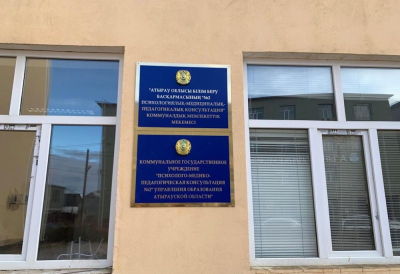 "АТЫРАУ ОБЛЫСЫ БІЛІМ БЕРУ
БАСҚАРМАСЫНЫҢ "№2
ПСИХОЛОГИЯЛЫҚ-МЕДИЦИНАЛЫҚ-
ПЕДАГОГИКАЛЫҚ КОНСУЛЬТАЦИЯ"
КОММУНАЛДЫҚ МЕМЛЕКЕТТІК
МЕКЕМЕСІ
КОММУНАЛЬНОЕ ГОСУДАРСТВЕННОЕ
УЧРЕЖДЕНИЕ
"ПСИХОЛОГО-МЕДИКО-
ПЕДАГОГИЧЕСКАЯ КОНСУЛЬТАЦИЯ
№2" УПРАВЛЕНИЯ ОБРАЗОВАНИЯ
АТЫРАУСКОЙ ОБЛАСТИ"